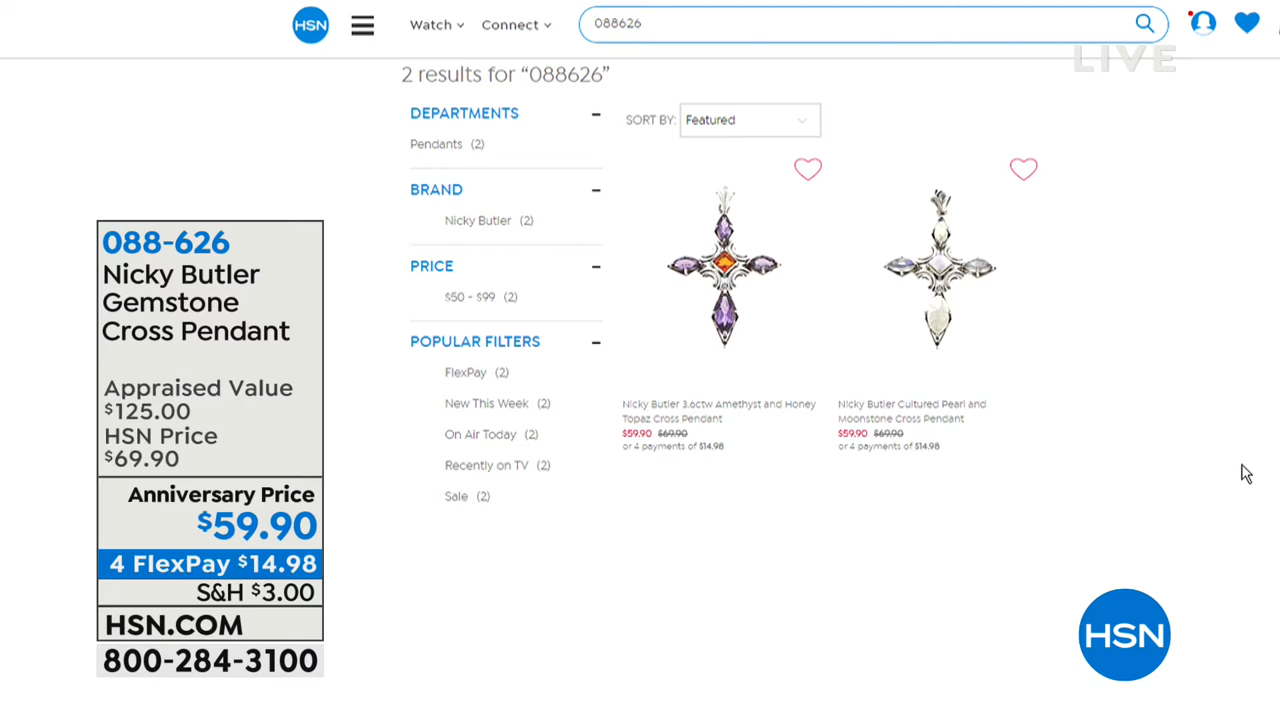 HSN
Watch
Connect
088626
LIVE
2 results for “088626”
DEPARTMENTS
Pendants (2)
BRAND
Nicky Butler (2)
PRICE
$50 - $99 (2)
POPULAR FILTERS
FlexPay (2)
New This Week (2)
On Air Today (2)
Recently on TV (2)
Sale (2)
SORT BY: Featured
Nicky Butler 3.6ctw Amethyst and Honey
Topaz Cross Pendant
$59.90 $69.90
or 4 payments of $14.98
Nicky Butler Cultured Pearl and
Moonstone Cross Pendant
$59.90 $69.90
or 4 payments of $14.98
088-626
Nicky Butler
Gemstone
Cross Pendant
Appraised Value
$125.00
HSN Price
$69.90
Anniversary Price
$59.90
4 FlexPay $14.98
S&H $3.00
HSN.COM
800-284-3100
HSN